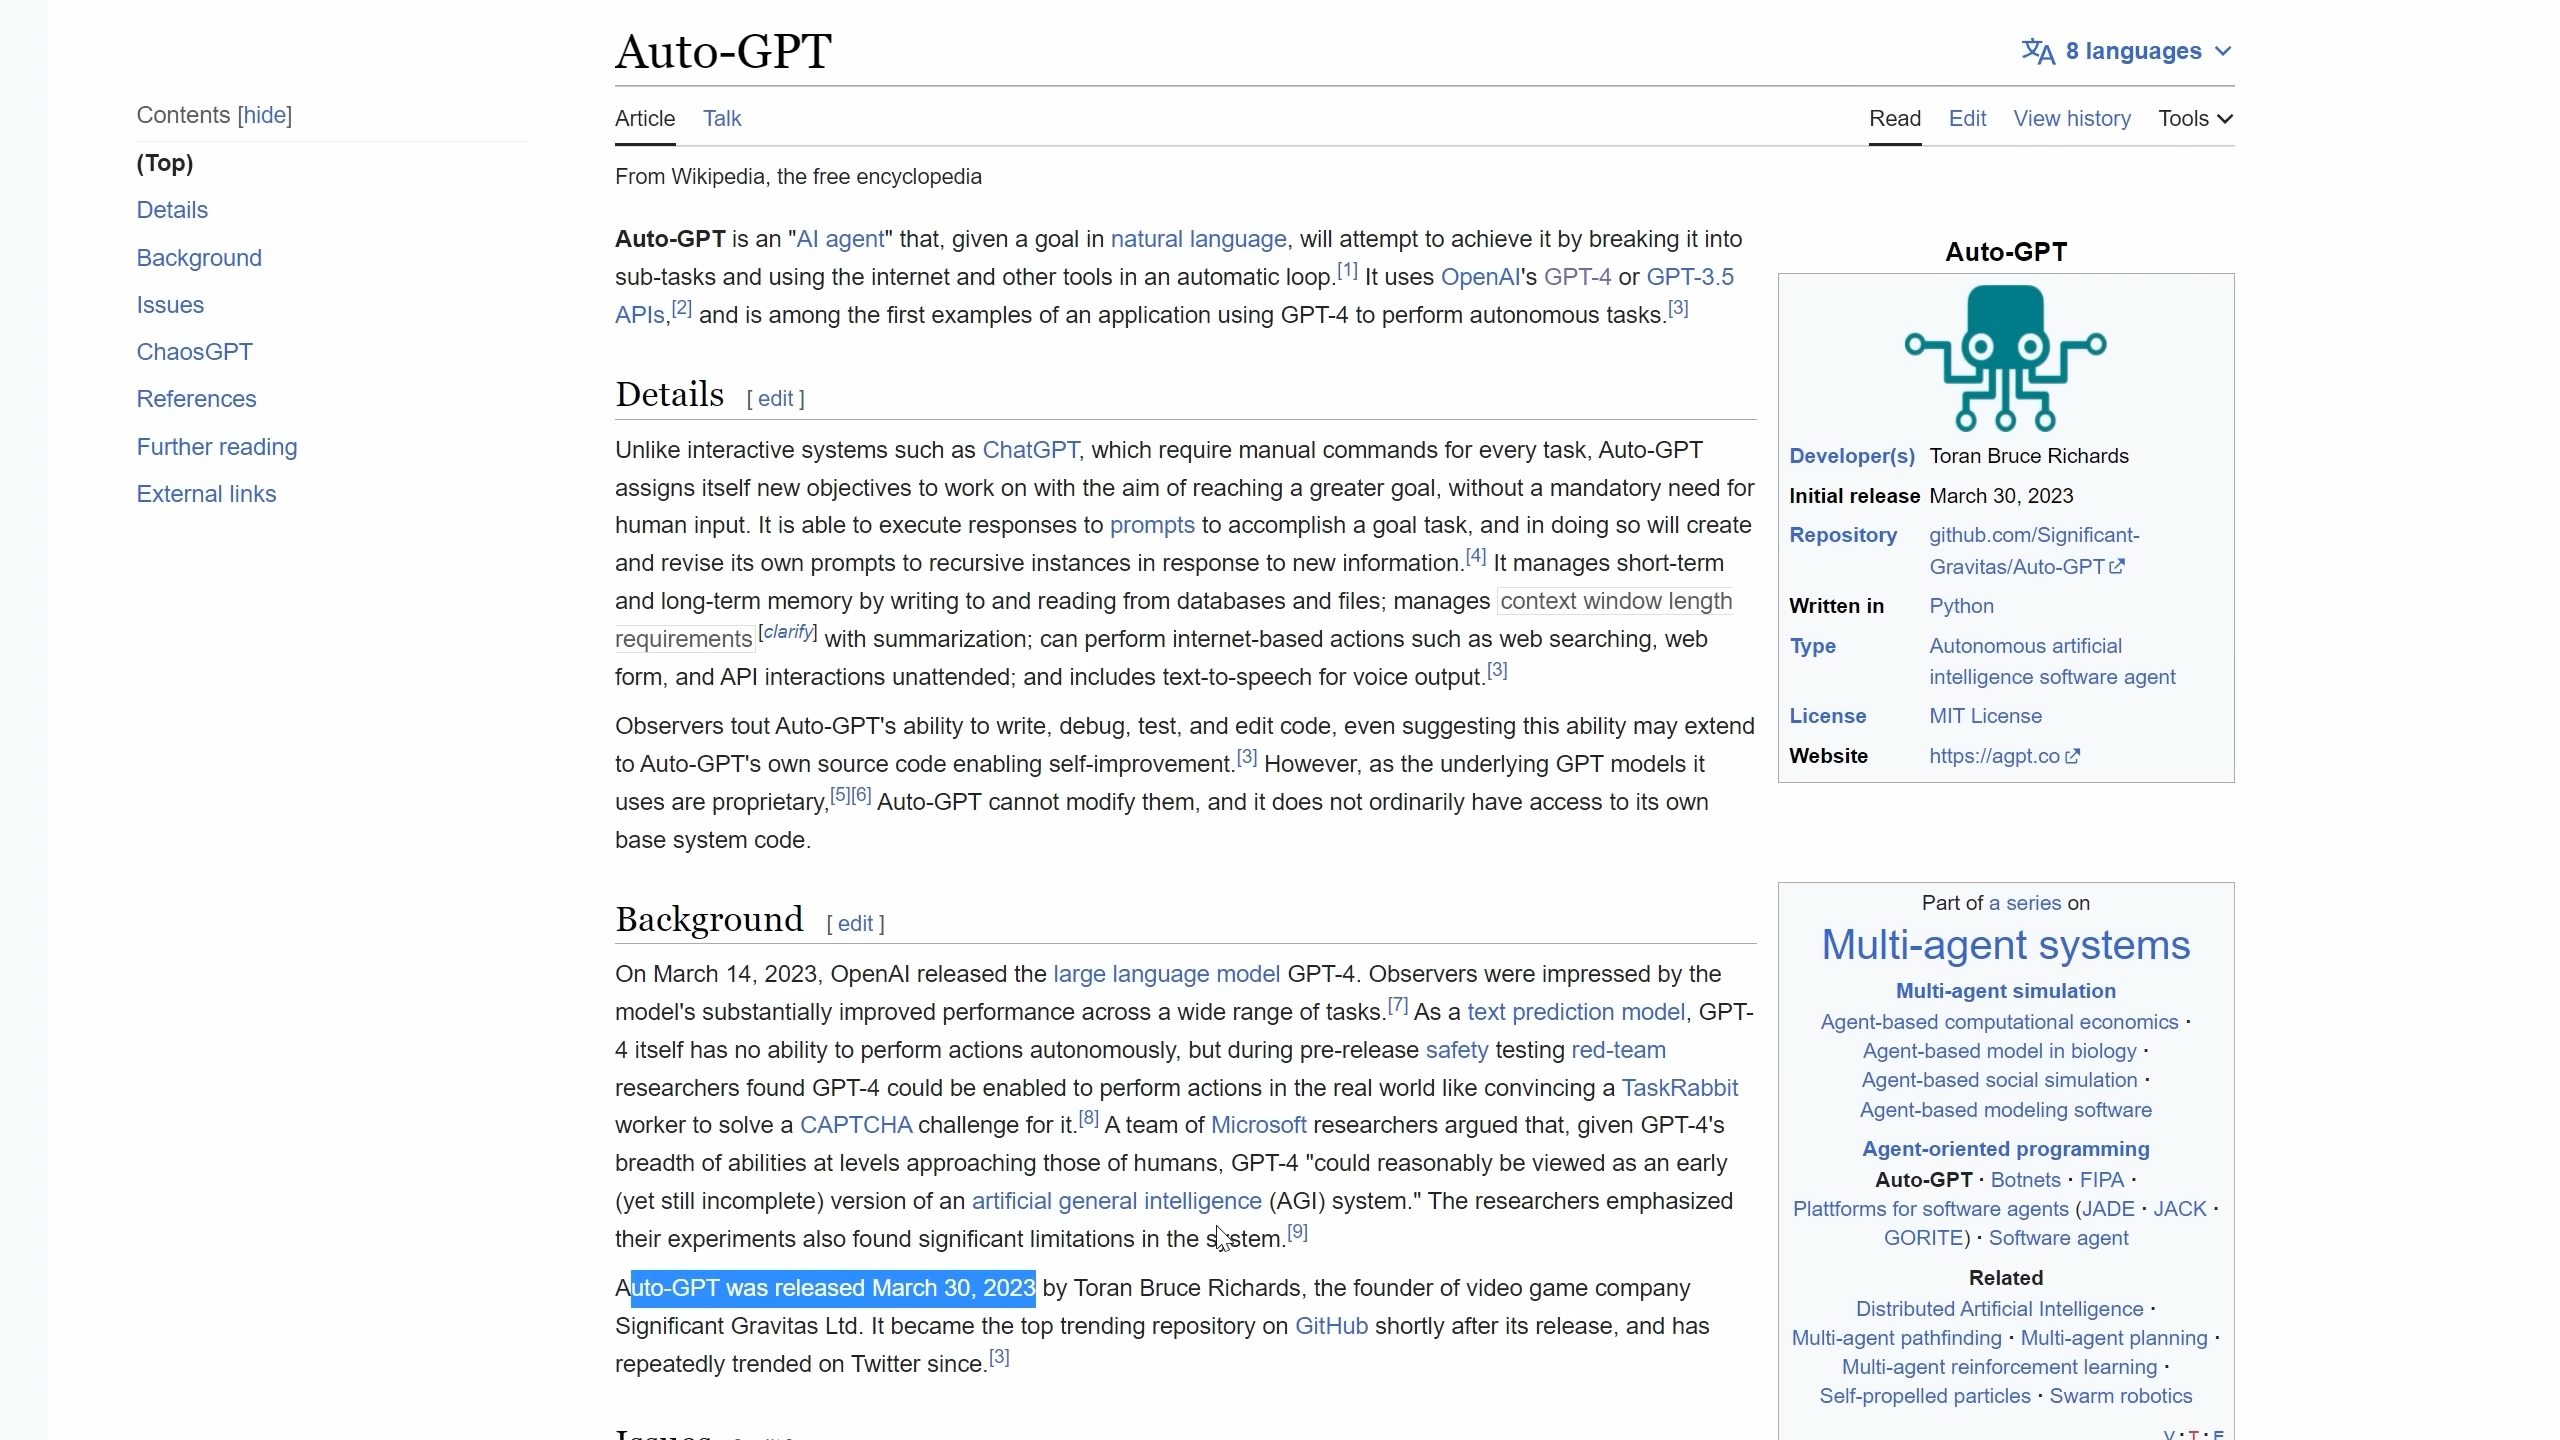 Auto-GPT
8 languages
Contents [hide]
(Top)
Details
Background
Issues
ChaosGPT
References
Further reading
External links
Article Talk
Read Edit View history Tools
From Wikipedia, the free encyclopedia
Auto-GPT is an "AI agent" that, given a goal in natural language, will attempt to achieve it by breaking it into
sub-tasks and using the internet and other tools in an automatic loop.[1] It uses OpenAI's GPT-4 or GPT-3.5
APIs,[2] and is among the first examples of an application using GPT-4 to perform autonomous tasks.[3]
Details [ edit ]
Unlike interactive systems such as ChatGPT, which require manual commands for every task, Auto-GPT
assigns itself new objectives to work on with the aim of reaching a greater goal, without a mandatory need for
human input. It is able to execute responses to prompts to accomplish a goal task, and in doing so will create
and revise its own prompts to recursive instances in response to new information.[4] It manages short-term
and long-term memory by writing to and reading from databases and files; manages context window length
requirements[clarify] with summarization; can perform internet-based actions such as web searching, web
form, and API interactions unattended; and includes text-to-speech for voice output.[3]
Observers tout Auto-GPT's ability to write, debug, test, and edit code, even suggesting this ability may extend
to Auto-GPT's own source code enabling self-improvement.[3] However, as the underlying GPT models it
uses are proprietary,[5][6] Auto-GPT cannot modify them, and it does not ordinarily have access to its own
base system code.
Background [ edit ]
On March 14, 2023, OpenAI released the large language model GPT-4. Observers were impressed by the
model's substantially improved performance across a wide range of tasks.[7] As a text prediction model, GPT-
4 itself has no ability to perform actions autonomously, but during pre-release safety testing red-team
researchers found GPT-4 could be enabled to perform actions in the real world like convincing a TaskRabbit
worker to solve a CAPTCHA challenge for it.[8] A team of Microsoft researchers argued that, given GPT-4's
breadth of abilities at levels approaching those of humans, GPT-4 "could reasonably be viewed as an early
(yet still incomplete) version of an artificial general intelligence (AGI) system." The researchers emphasized
their experiments also found significant limitations in the system.[9]
Auto-GPT was released March 30, 2023 by Toran Bruce Richards, the founder of video game company
Significant Gravitas Ltd. It became the top trending repository on GitHub shortly after its release, and has
repeatedly trended on Twitter since.[3]
Issues [ edit ]
Auto-GPT
Developer(s) Toran Bruce Richards
Initial release March 30, 2023
Repository github.com/Significant-
Gravitas/Auto-GPT
Written in Python
Type Autonomous artificial
intelligence software agent
License MIT License
Website https://agpt.co
Part of a series on
Multi-agent systems
Multi-agent simulation
Agent-based computational economics ·
Agent-based model in biology ·
Agent-based social simulation ·
Agent-based modeling software
Agent-oriented programming
Auto-GPT · Botnets · FIPA ·
Plattforms for software agents (JADE · JACK ·
GORITE) · Software agent
Related
Distributed Artificial Intelligence ·
Multi-agent pathfinding · Multi-agent planning ·
Multi-agent reinforcement learning ·
Self-propelled particles · Swarm robotics
V · T · E